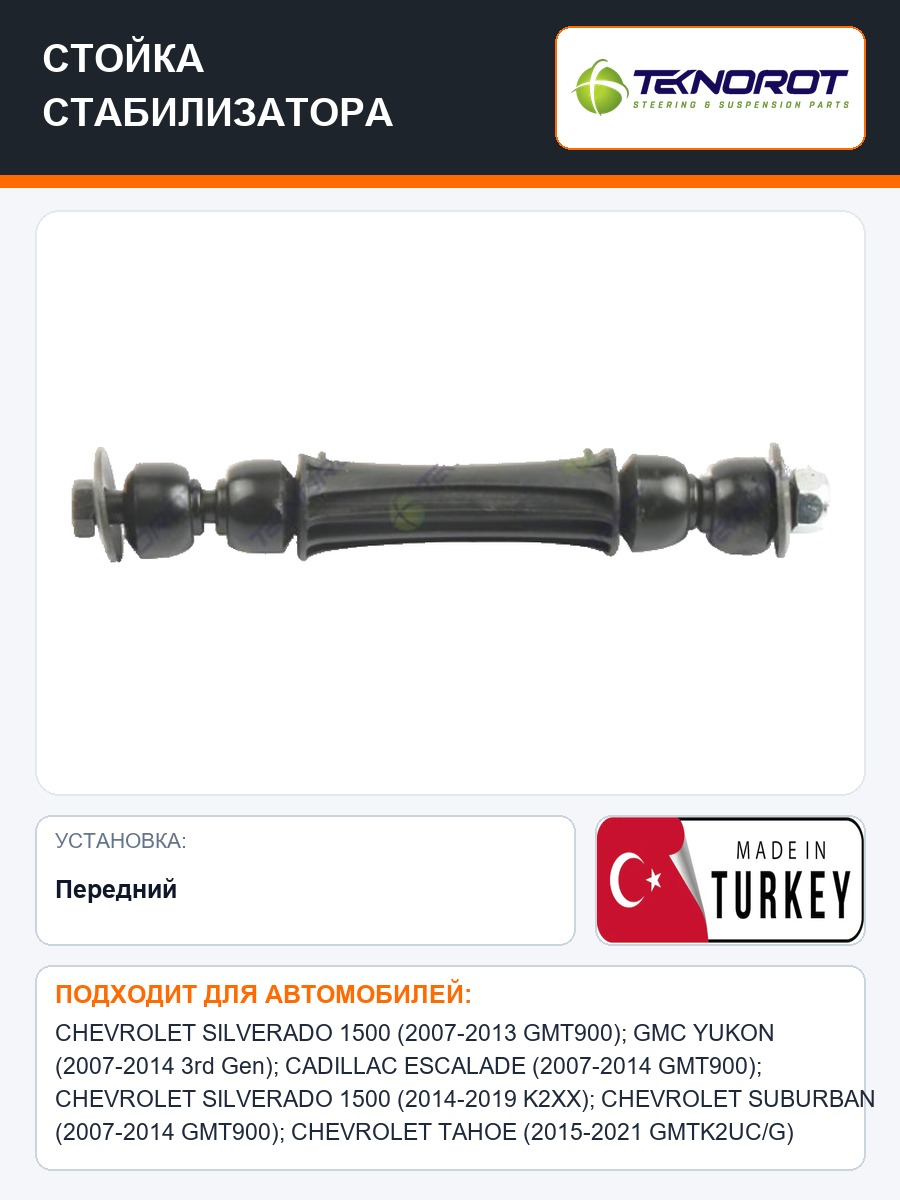 СТОЙКА
СТАБИЛИЗАТОРА
TEKNOROT
STEERING & SUSPENSION PARTS
УСТАНОВКА:
Передний
MADE IN
TURKEY
ПОДХОДИТ ДЛЯ АВТОМОБИЛЕЙ:
CHEVROLET SILVERADO 1500 (2007-2013 GMT900); GMC YUKON
(2007-2014 3rd Gen); CADILLAC ESCALADE (2007-2014 GMT900);
CHEVROLET SILVERADO 1500 (2014-2019 K2XX); CHEVROLET SUBURBAN
(2007-2014 GMT900); CHEVROLET TAHOE (2015-2021 GMTK2UC/G)